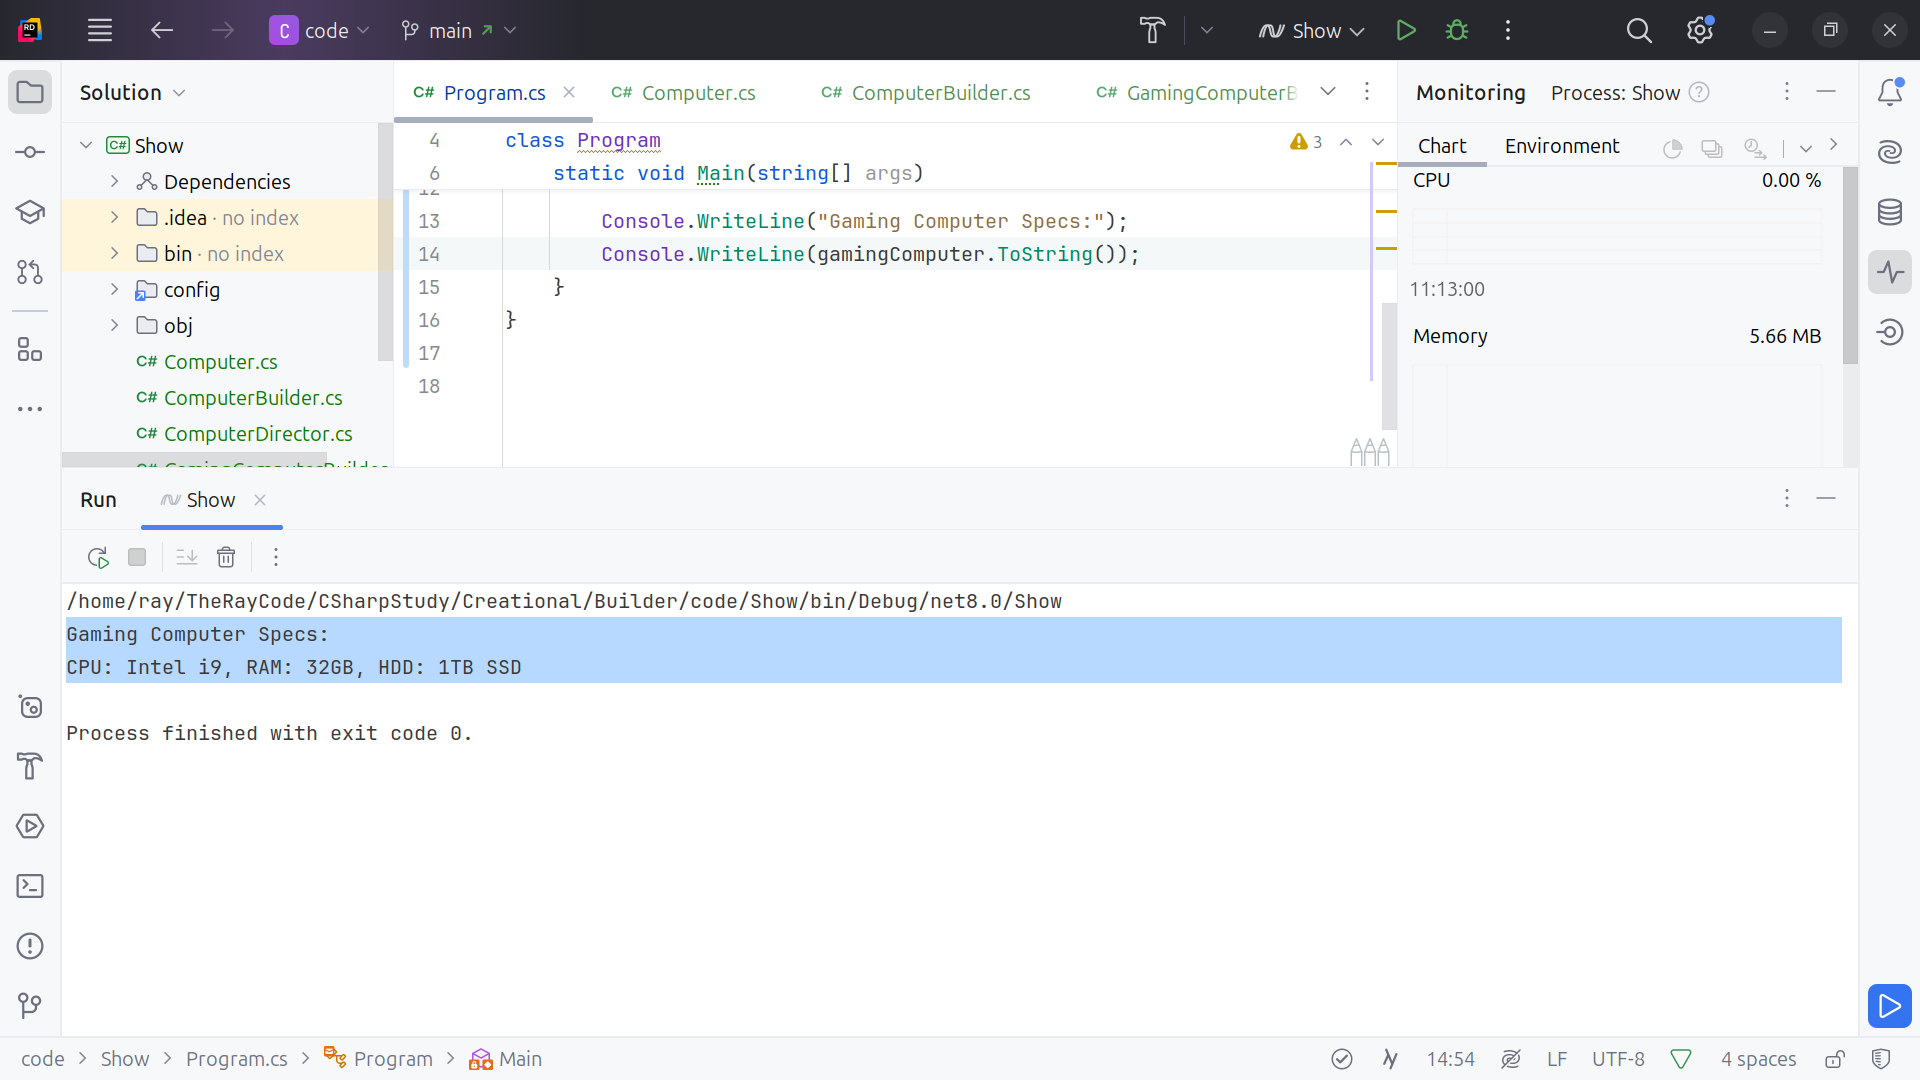 RD
C code main Show
Solution
Show
Dependencies
.idea · no index
bin · no index
config
obj
C# Computer.cs
C# ComputerBuilder.cs
C# ComputerDirector.cs
C# GamingComputerBuilder
C# Program.cs C# Computer.cs C# ComputerBuilder.cs C# GamingComputerB
4 class Program
6 static void Main(string[] args)
3
12
13 Console.WriteLine("Gaming Computer Specs:");
14 Console.WriteLine(gamingComputer.ToString());
15 }
16 }
17
18
Monitoring Process: Show
Chart Environment
CPU 0.00 %
11:13:00
Memory 5.66 MB
Run Show
/home/ray/TheRayCode/CSharpStudy/Creational/Builder/code/Show/bin/Debug/net8.0/Show
Gaming Computer Specs:
CPU: Intel i9, RAM: 32GB, HDD: 1TB SSD
Process finished with exit code 0.
code > Show > Program.cs > Program > Main
14:54 LF UTF-8 4 spaces